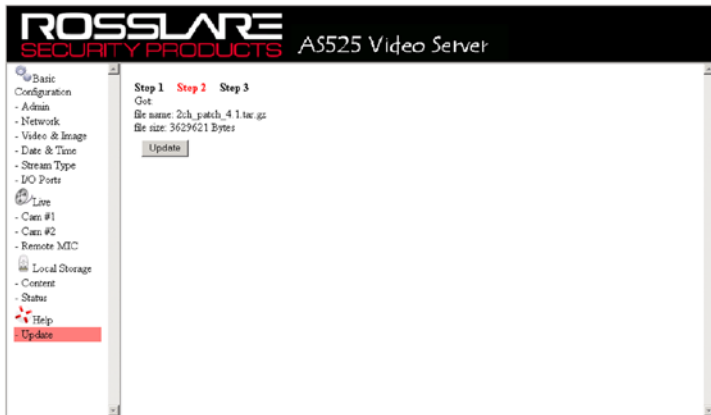 ROSSLARE
SECURITY PRODUCTS
AS525 Video Server
Basic
Configuration
- Admin
- Network
- Video & Image
- Date & Time
- Stream Type
- I/O Ports
Live
- Cam #1
- Cam #2
- Remote MIC
Local Storage
- Content
- Status
Help
- Update
Step 1 Step 2 Step 3
Got:
file name: 2ch_patch_4.1.tar.gz
file size: 3629621 Bytes
Update